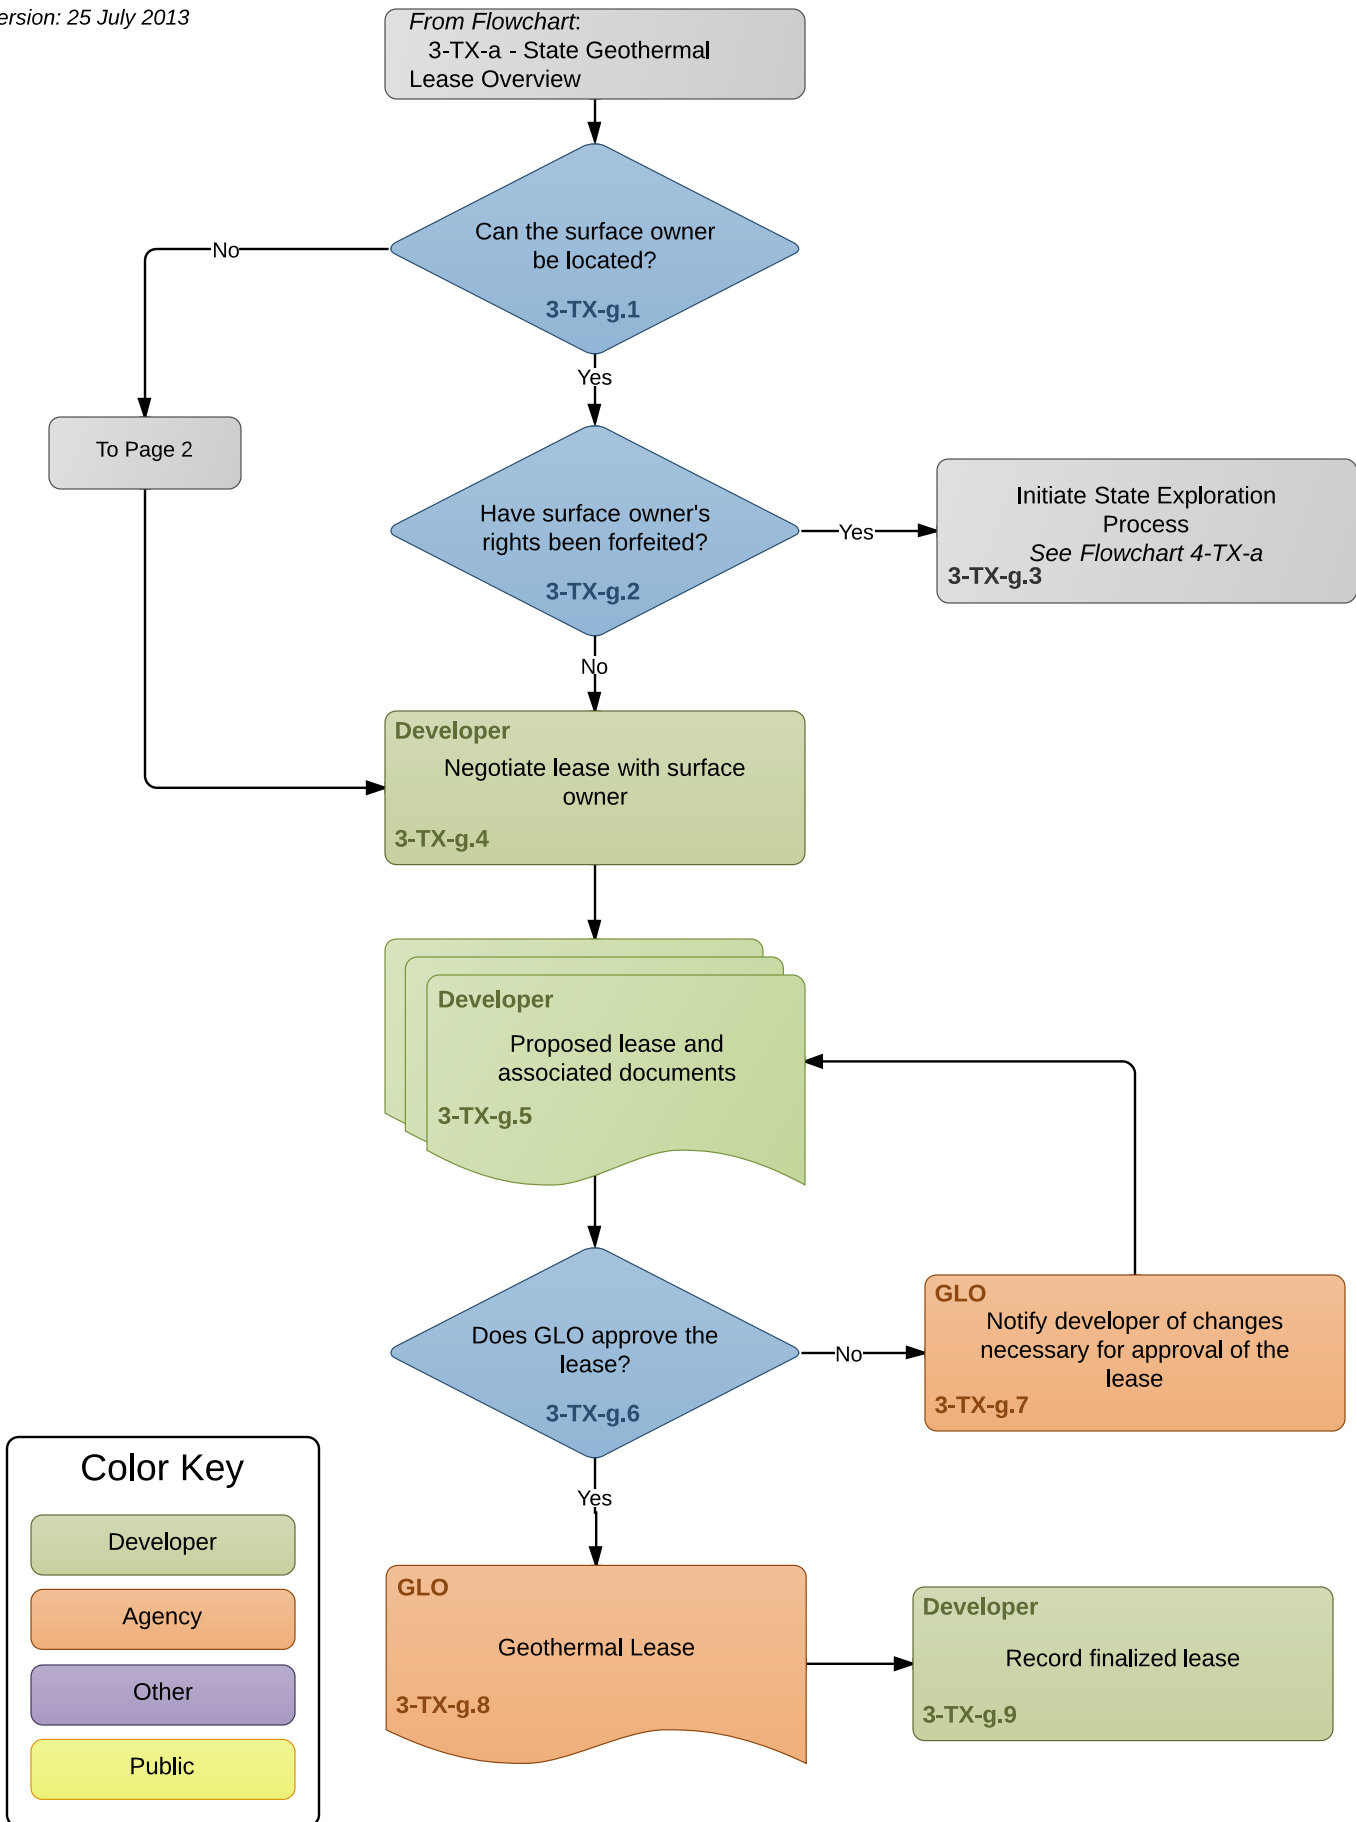 ersion: 25 July 2013
From Flowchart:
3-TX-a - State Geothermal
Lease Overview
Can the surface owner
be located?
3-TX-g.1
No
Yes
To Page 2
Have surface owner's
rights been forfeited?
3-TX-g.2
Yes
Initiate State Exploration
Process
See Flowchart 4-TX-a
3-TX-g.3
No
Developer
Negotiate lease with surface
owner
3-TX-g.4
Developer
Proposed lease and
associated documents
3-TX-g.5
Does GLO approve the
lease?
3-TX-g.6
No
GLO
Notify developer of changes
necessary for approval of the
lease
3-TX-g.7
Yes
GLO
Geothermal Lease
3-TX-g.8
Developer
Record finalized lease
3-TX-g.9
Color Key
Developer
Agency
Other
Public